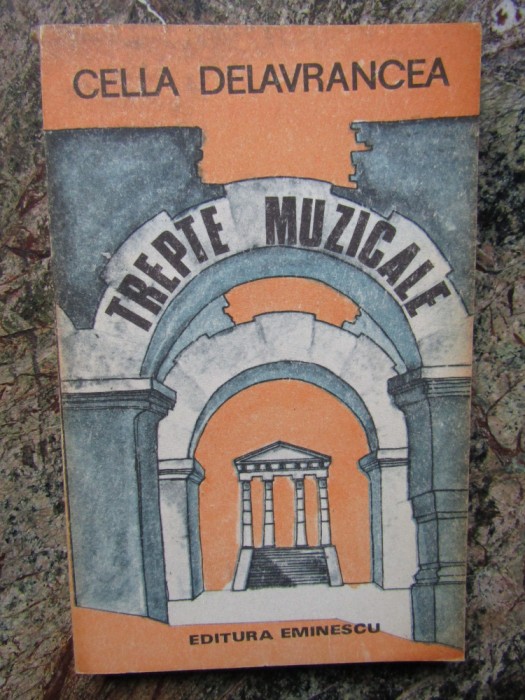 CELLA DELAVRANCEA
TREPTE MUZICALE
EDITURA EMINESCU